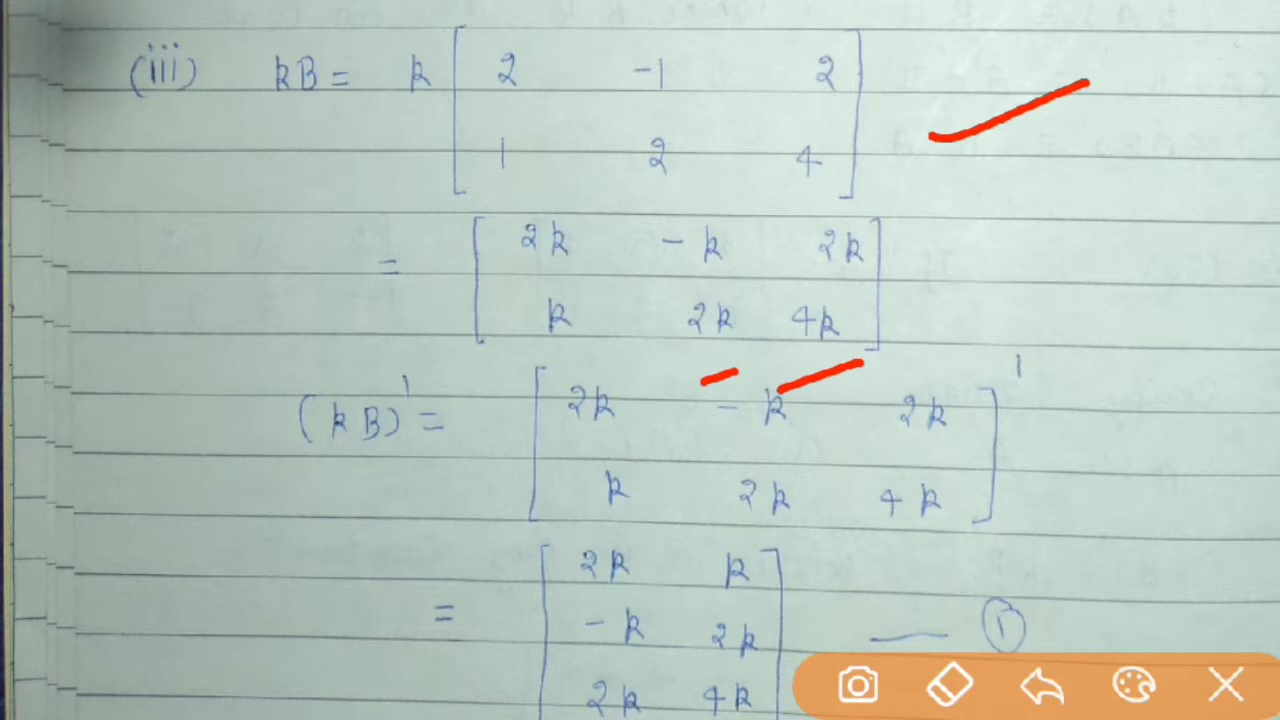 (iii) kB = k [ 2 -1 2
1 2 4 ]
= [ 2k -k 2k
k 2k 4k ]
(kB)' = [ 2k -k 2k
k 2k 4k ]'
= [ 2k k
-k 2k — ①
2k 4k ]